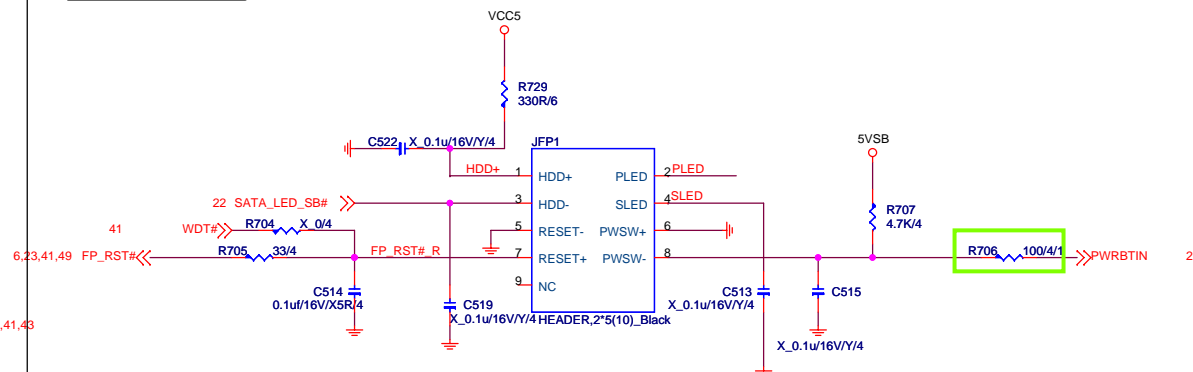 VCC5
R729
330R/6
C522 X_0.1u/16V/Y/4
JFP1
5VSB
HDD+ 1 HDD+ PLED 2 PLED
22 SATA_LED_SB# 3 HDD- SLED 4 SLED
R707
4.7K/4
41 WDT# R704 X_0/4 5 RESET- PWSW+ 6
6,23,41,49 FP_RST# R705 33/4 FP_RST#_R 7 RESET+ PWSW- 8 R706 100/4/1 PWRBTIN 2
9 NC
C514
0.1uf/16V/X5R/4
C519
X_0.1u/16V/Y/4
C513
X_0.1u/16V/Y/4
C515
X_0.1u/16V/Y/4
HEADER,2*5(10)_Black
,41,43